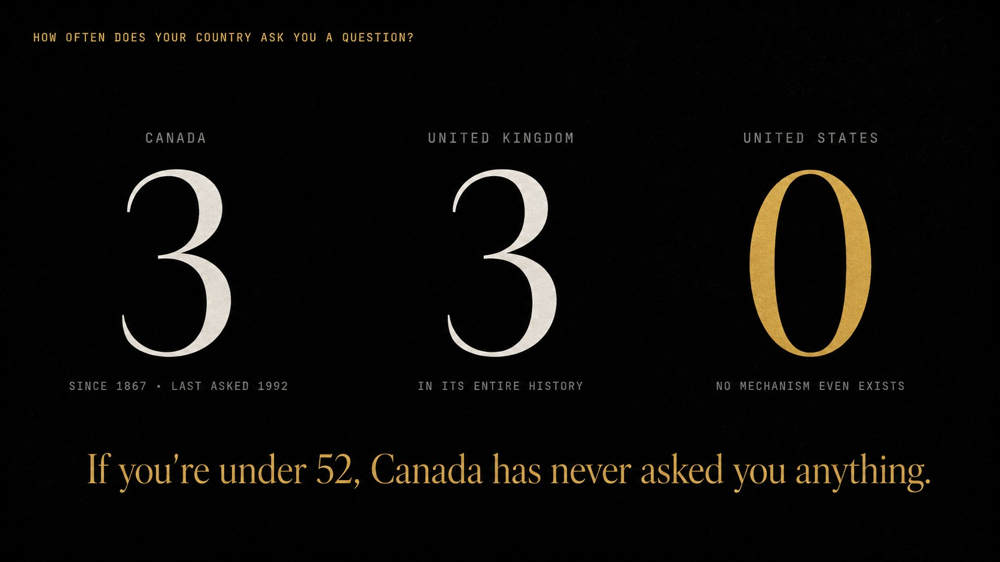 HOW OFTEN DOES YOUR COUNTRY ASK YOU A QUESTION?
CANADA
3
SINCE 1867 • LAST ASKED 1992
UNITED KINGDOM
3
IN ITS ENTIRE HISTORY
UNITED STATES
0
NO MECHANISM EVEN EXISTS
If you're under 52, Canada has never asked you anything.